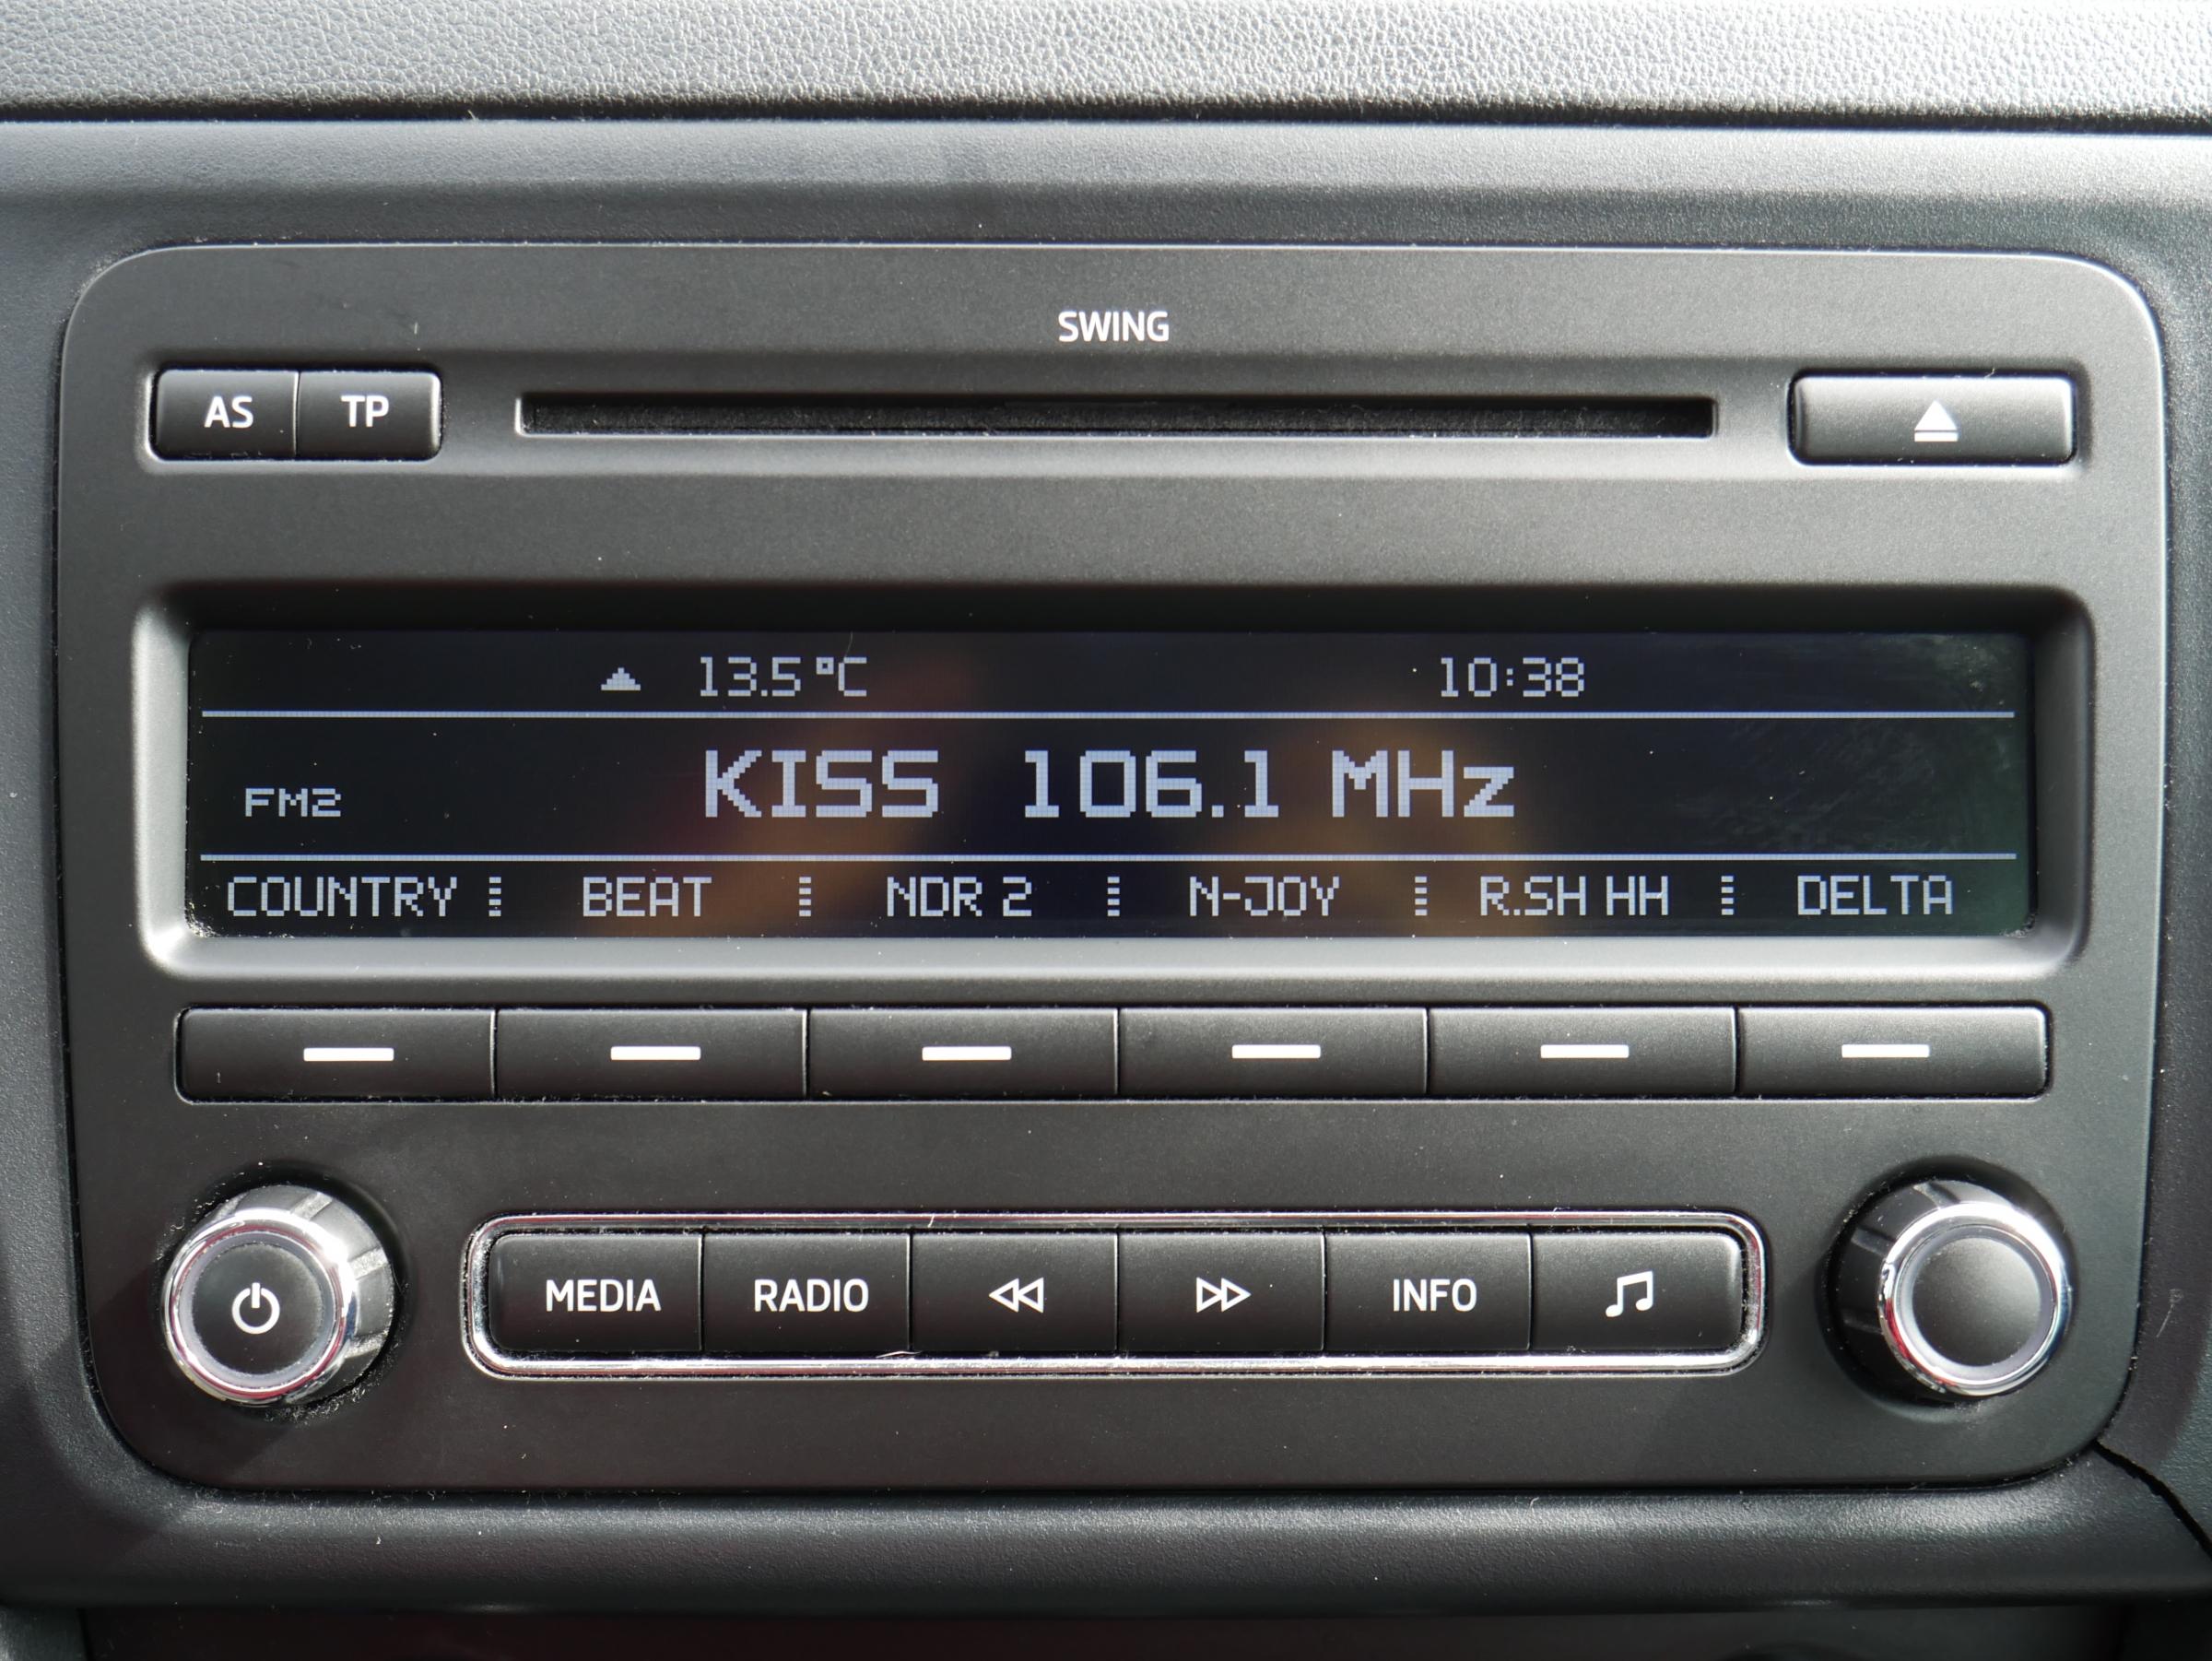 SWING
AS TP
13.5 °C 10:38
FM2 KISS 106.1 MHz
COUNTRY BEAT NDR 2 N-JOY R.SH HH DELTA
MEDIA RADIO INFO